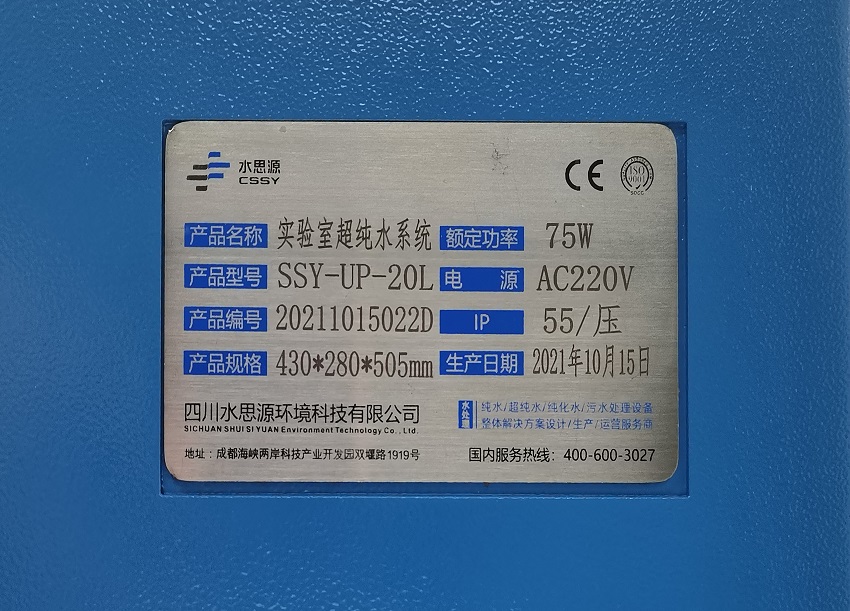 水思源
CSSY
CE
ISO
9001
SGCC
产品名称 实验室超纯水系统 额定功率 75W
产品型号 SSY-UP-20L 电 源 AC220V
产品编号 20211015022D IP 55/压
产品规格 430*280*505mm 生产日期 2021年10月15日
四川水思源环境科技有限公司
SICHUAN SHUI SI YUAN Environment Technology Co., Ltd.
水处理 纯水/超纯水/纯化水/污水处理设备
整体解决方案设计/生产/运营服务商
地址：成都海峡两岸科技产业开发园双堰路1919号
国内服务热线：400-600-3027